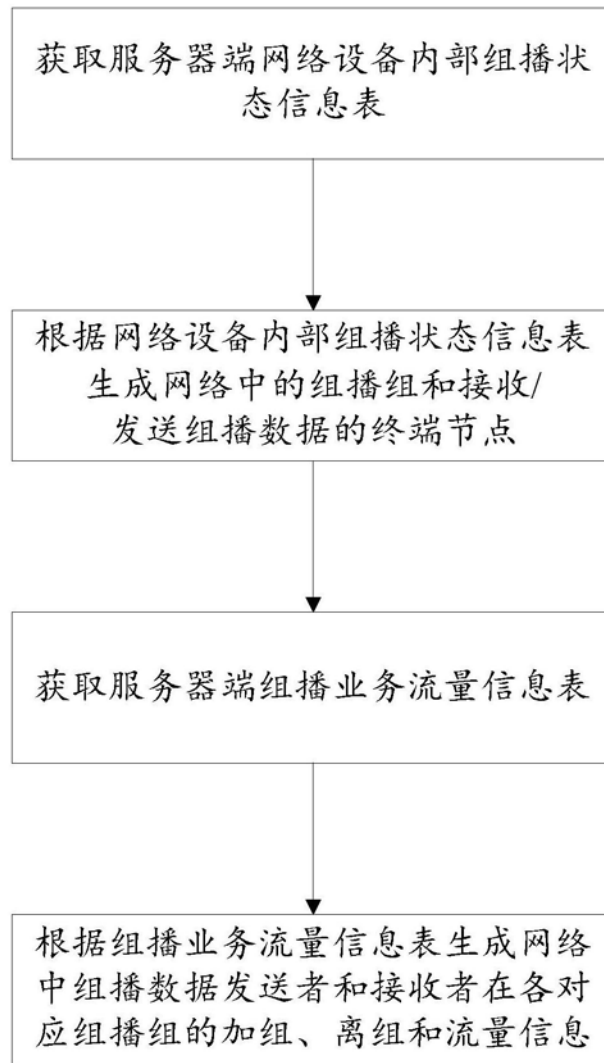 获取服务器端网络设备内部组播状
态信息表
根据网络设备内部组播状态信息表
生成网络中的组播组和接收/
发送组播数据的终端节点
获取服务器端组播业务流量信息表
根据组播业务流量信息表生成网络
中组播数据发送者和接收者在各对
应组播组的加组、离组和流量信息